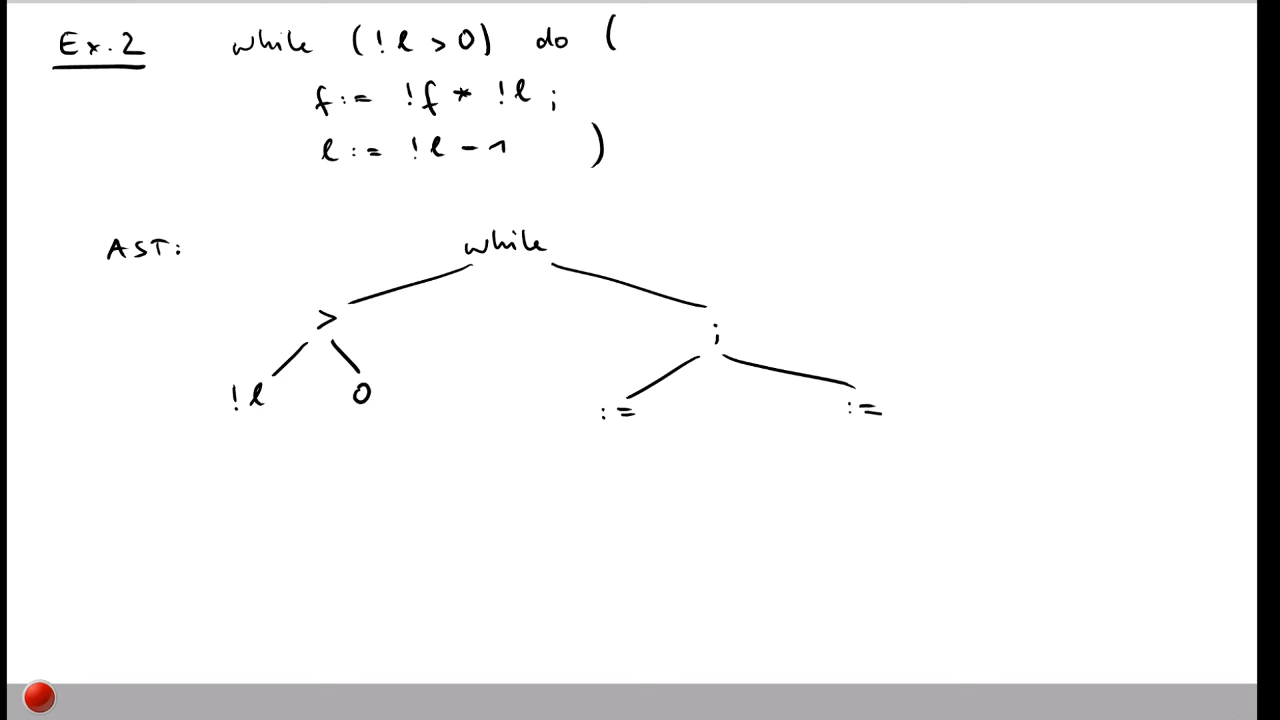 Ex. 2 while (!l > 0) do (
f := !f * !l ;
l := !l - 1 )
AST: while
> ;
!l 0 := :=